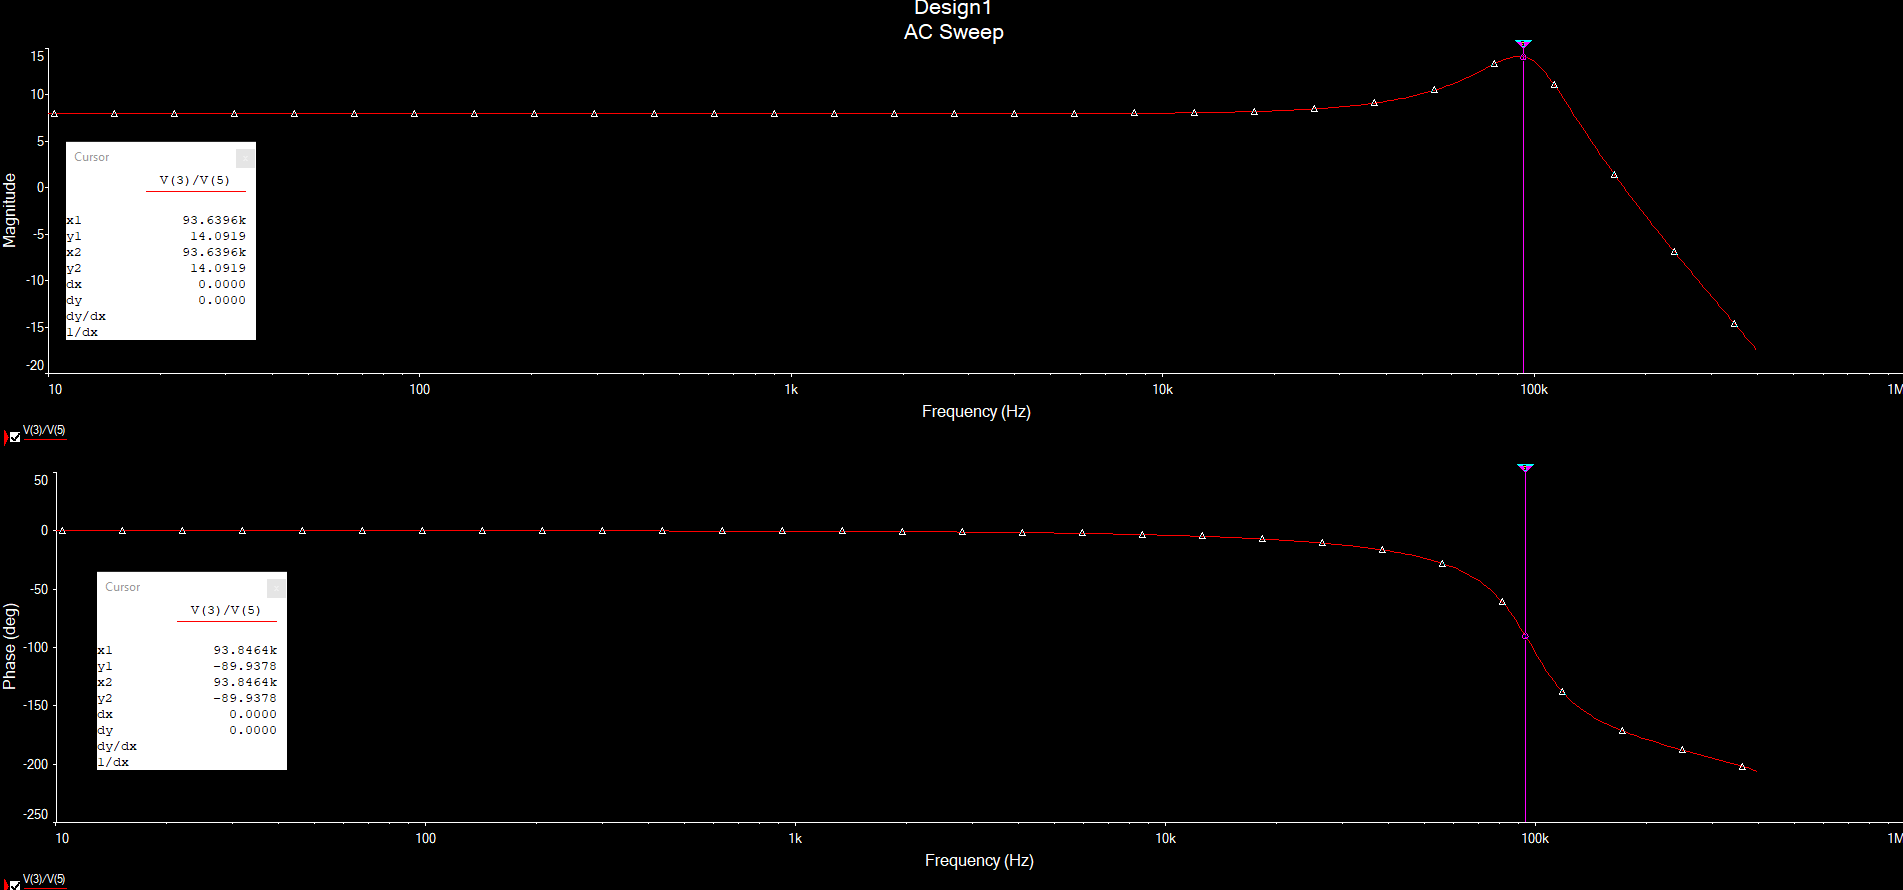 Design1
AC Sweep
15
10
5
0
-5
-10
-15
-20
Magnitude
Cursor
x
V(3)/V(5)
x1 93.6396k
y1 14.0919
x2 93.6396k
y2 14.0919
dx 0.0000
dy 0.0000
dy/dx
1/dx
10 100 1k 10k 100k 1M
Frequency (Hz)
V(3)/V(5)
50
0
-50
-100
-150
-200
-250
Phase (deg)
Cursor
x
V(3)/V(5)
x1 93.8464k
y1 -89.9378
x2 93.8464k
y2 -89.9378
dx 0.0000
dy 0.0000
dy/dx
1/dx
10 100 1k 10k 100k 1M
Frequency (Hz)
V(3)/V(5)